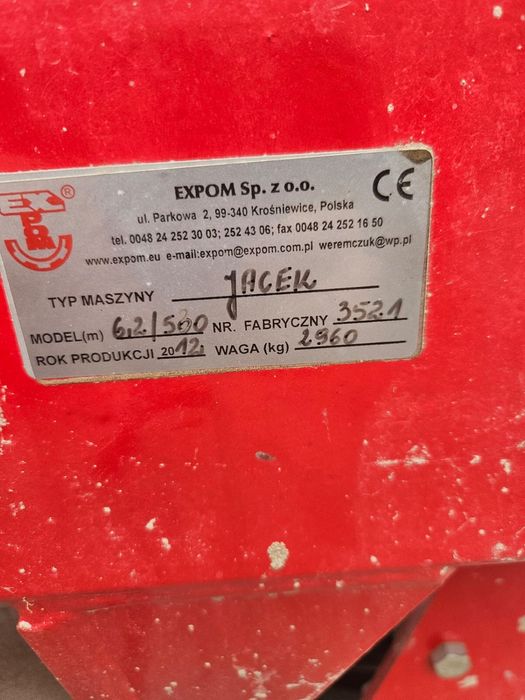 EXPOM
®
EXPOM Sp. z o.o.
CE
ul. Parkowa 2, 99-340 Krośniewice, Polska
tel. 0048 24 252 30 03; 252 43 06; fax 0048 24 252 16 50
www.expom.eu e-mail:expom@expom.com.pl weremczuk@wp.pl
TYP MASZYNY JACEK
MODEL(m) 6,2/500 NR. FABRYCZNY 3521
ROK PRODUKCJI 2012. WAGA (kg) 2960